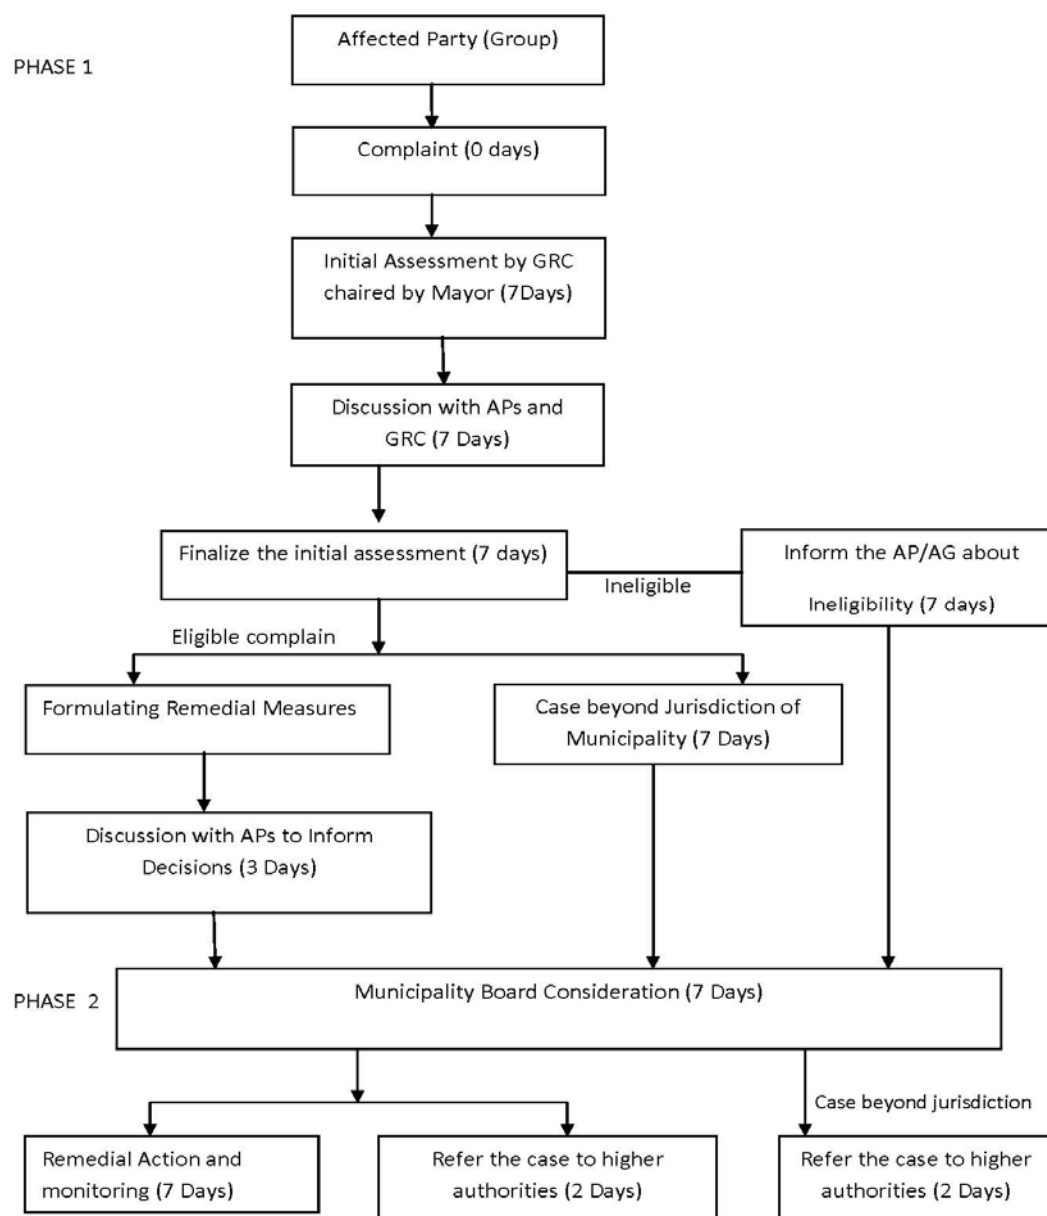 Affected Party (Group)
PHASE 1
Complaint (0 days)
Initial Assessment by GRC
chaired by Mayor (7Days)
Discussion with APs and
GRC (7 Days)
Finalize the initial assessment (7 days)
Inform the AP/AG about
Ineligible
Ineligibility (7 days)
Eligible complain
Formulating Remedial Measures
Case beyond Jurisdiction of
Municipality (7 Days)
Discussion with APs to Inform
Decisions (3 Days)
PHASE 2
Municipality Board Consideration (7 Days)
Case beyond jurisdiction
Remedial Action and
monitoring (7 Days)
Refer the case to higher
authorities (2 Days)
Refer the case to higher
authorities (2 Days)